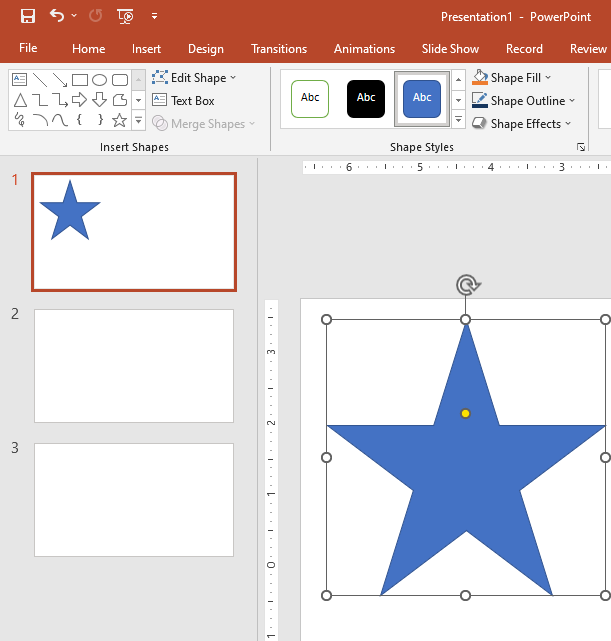 Presentation1 - PowerPoint
File Home Insert Design Transitions Animations Slide Show Record Review
Edit Shape
Text Box
Merge Shapes
Insert Shapes
Abc Abc Abc
Shape Fill
Shape Outline
Shape Effects
Shape Styles
6 5 4 3
1
2
3
3
2
1
0
1